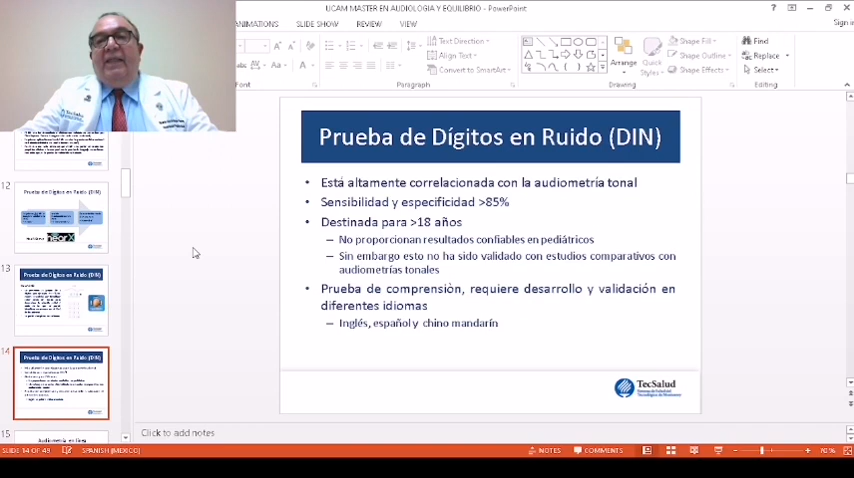 UCAM MASTER EN AUDIOLOGIA Y EQUILIBRIO - PowerPoint
Sign in
ANIMATIONS SLIDE SHOW REVIEW VIEW
Text Direction
Align Text
Convert to SmartArt
Arrange
Quick Styles
Shape Fill
Shape Outline
Shape Effects
Find
Replace
Select
Paragraph Drawing Editing
12
Prueba de Dígitos en Ruido (DIN)
13
Prueba de Dígitos en Ruido (DIN)
14
Prueba de Dígitos en Ruido (DIN)
15
Prueba de Dígitos en Ruido (DIN)
• Está altamente correlacionada con la audiometría tonal
• Sensibilidad y especificidad >85%
• Destinada para >18 años
– No proporcionan resultados confiables en pediátricos
– Sin embargo esto no ha sido validado con estudios comparativos con
audiometrías tonales
• Prueba de comprensiòn, requiere desarrollo y validación en
diferentes idiomas
– Inglés, español y chino mandarín
TecSalud
Click to add notes
SLIDE 14 OF 49 SPANISH (MEXICO) NOTES COMMENTS 70%